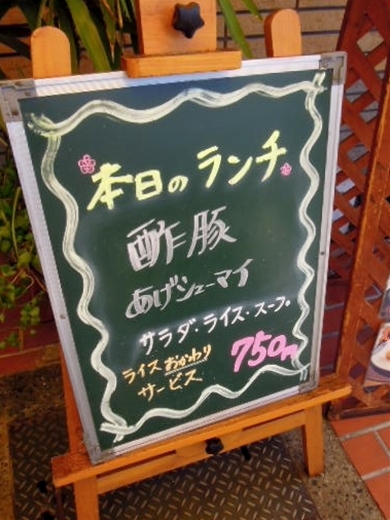 本日のランチ
酢豚
あげシューマイ
サラダ・ライス・スープ。
ライスおかわり
サービス
750円